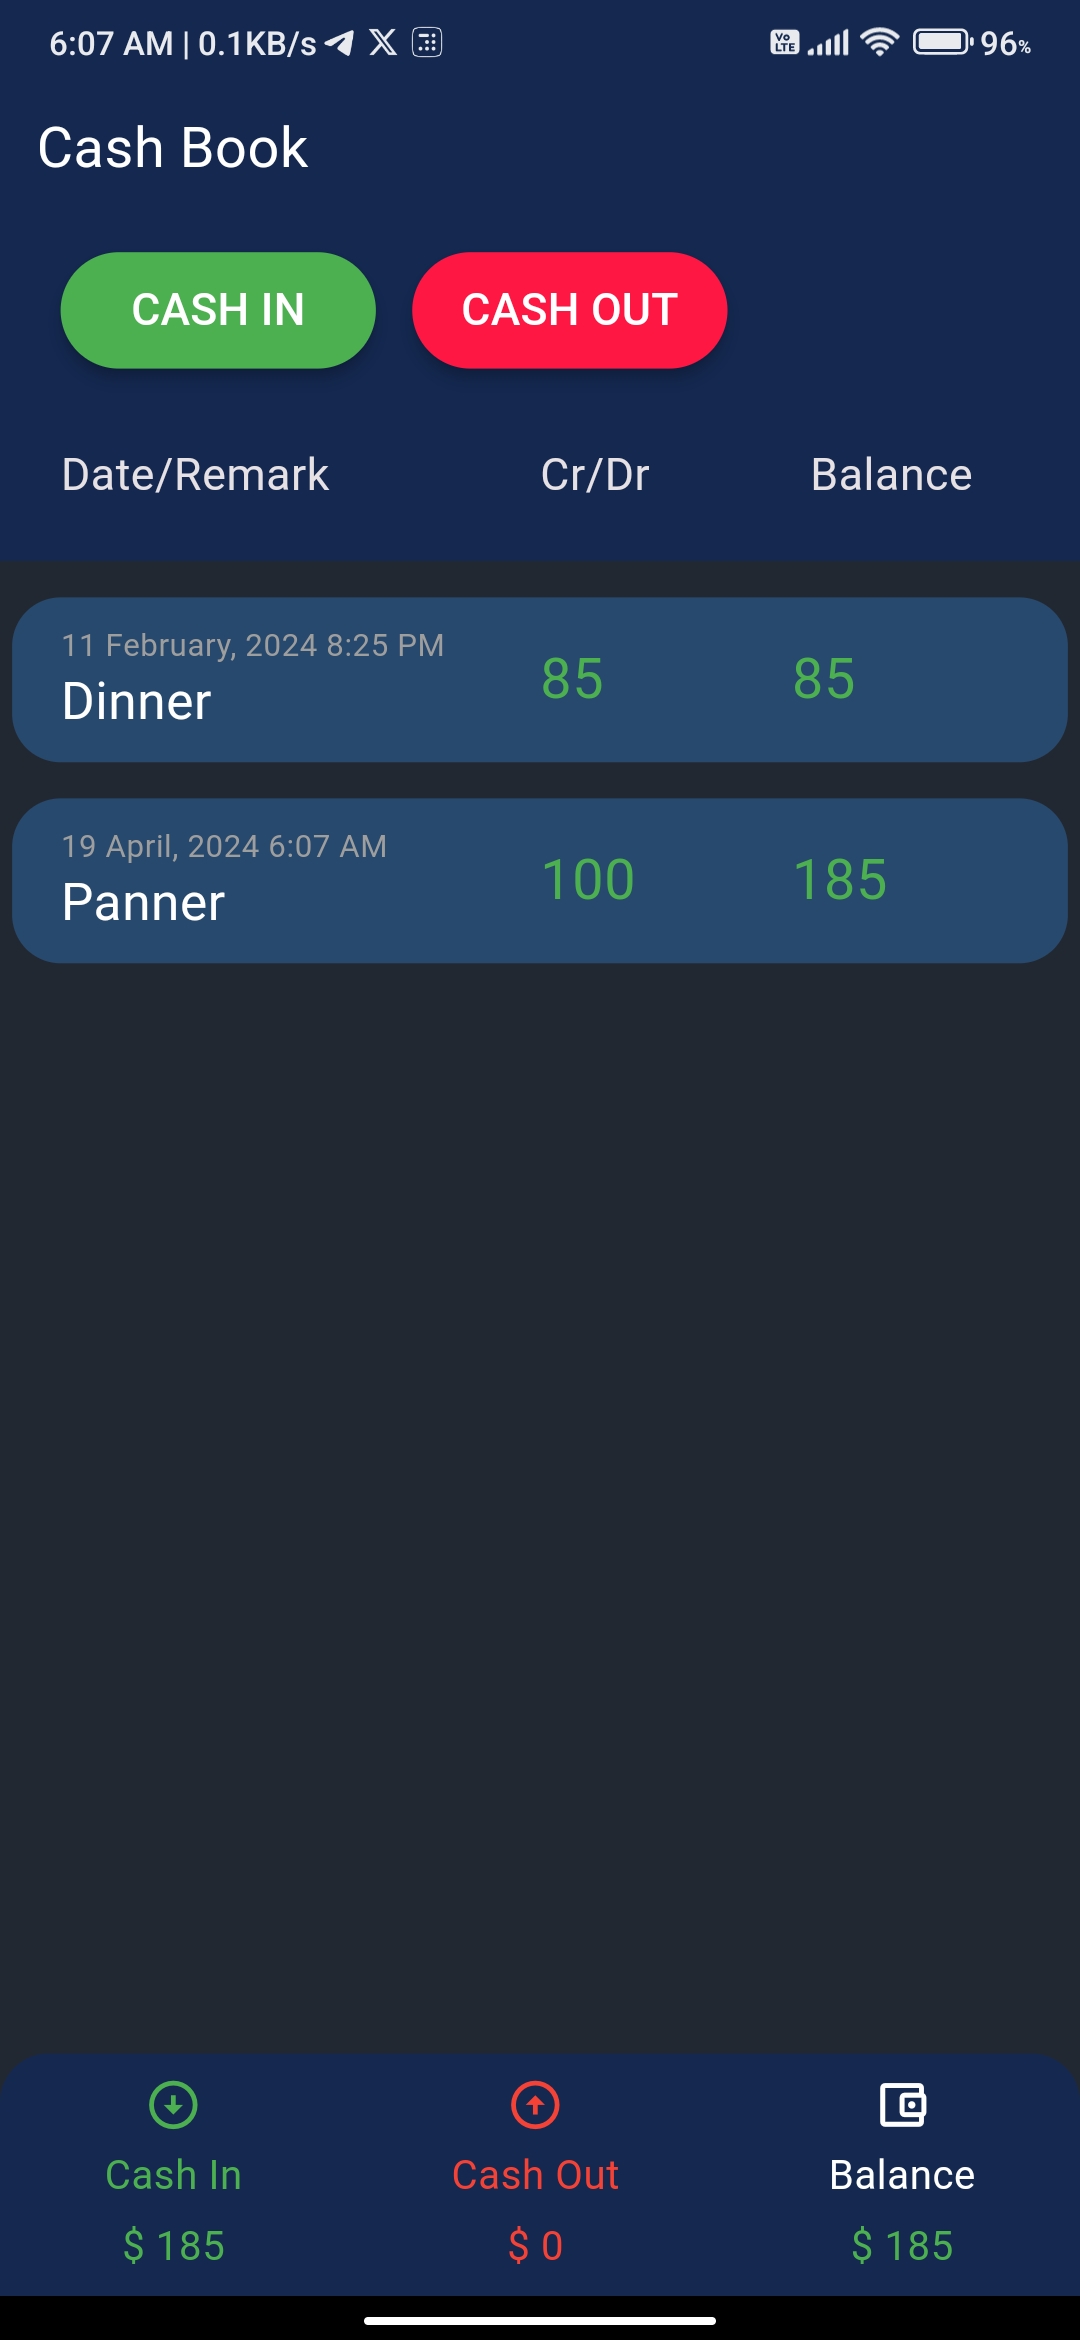 6:07 AM | 0.1KB/s Vo LTE 96%
Cash Book
CASH IN CASH OUT
Date/Remark Cr/Dr Balance
11 February, 2024 8:25 PM
Dinner 85 85
19 April, 2024 6:07 AM
Panner 100 185
Cash In Cash Out Balance
$ 185 $ 0 $ 185